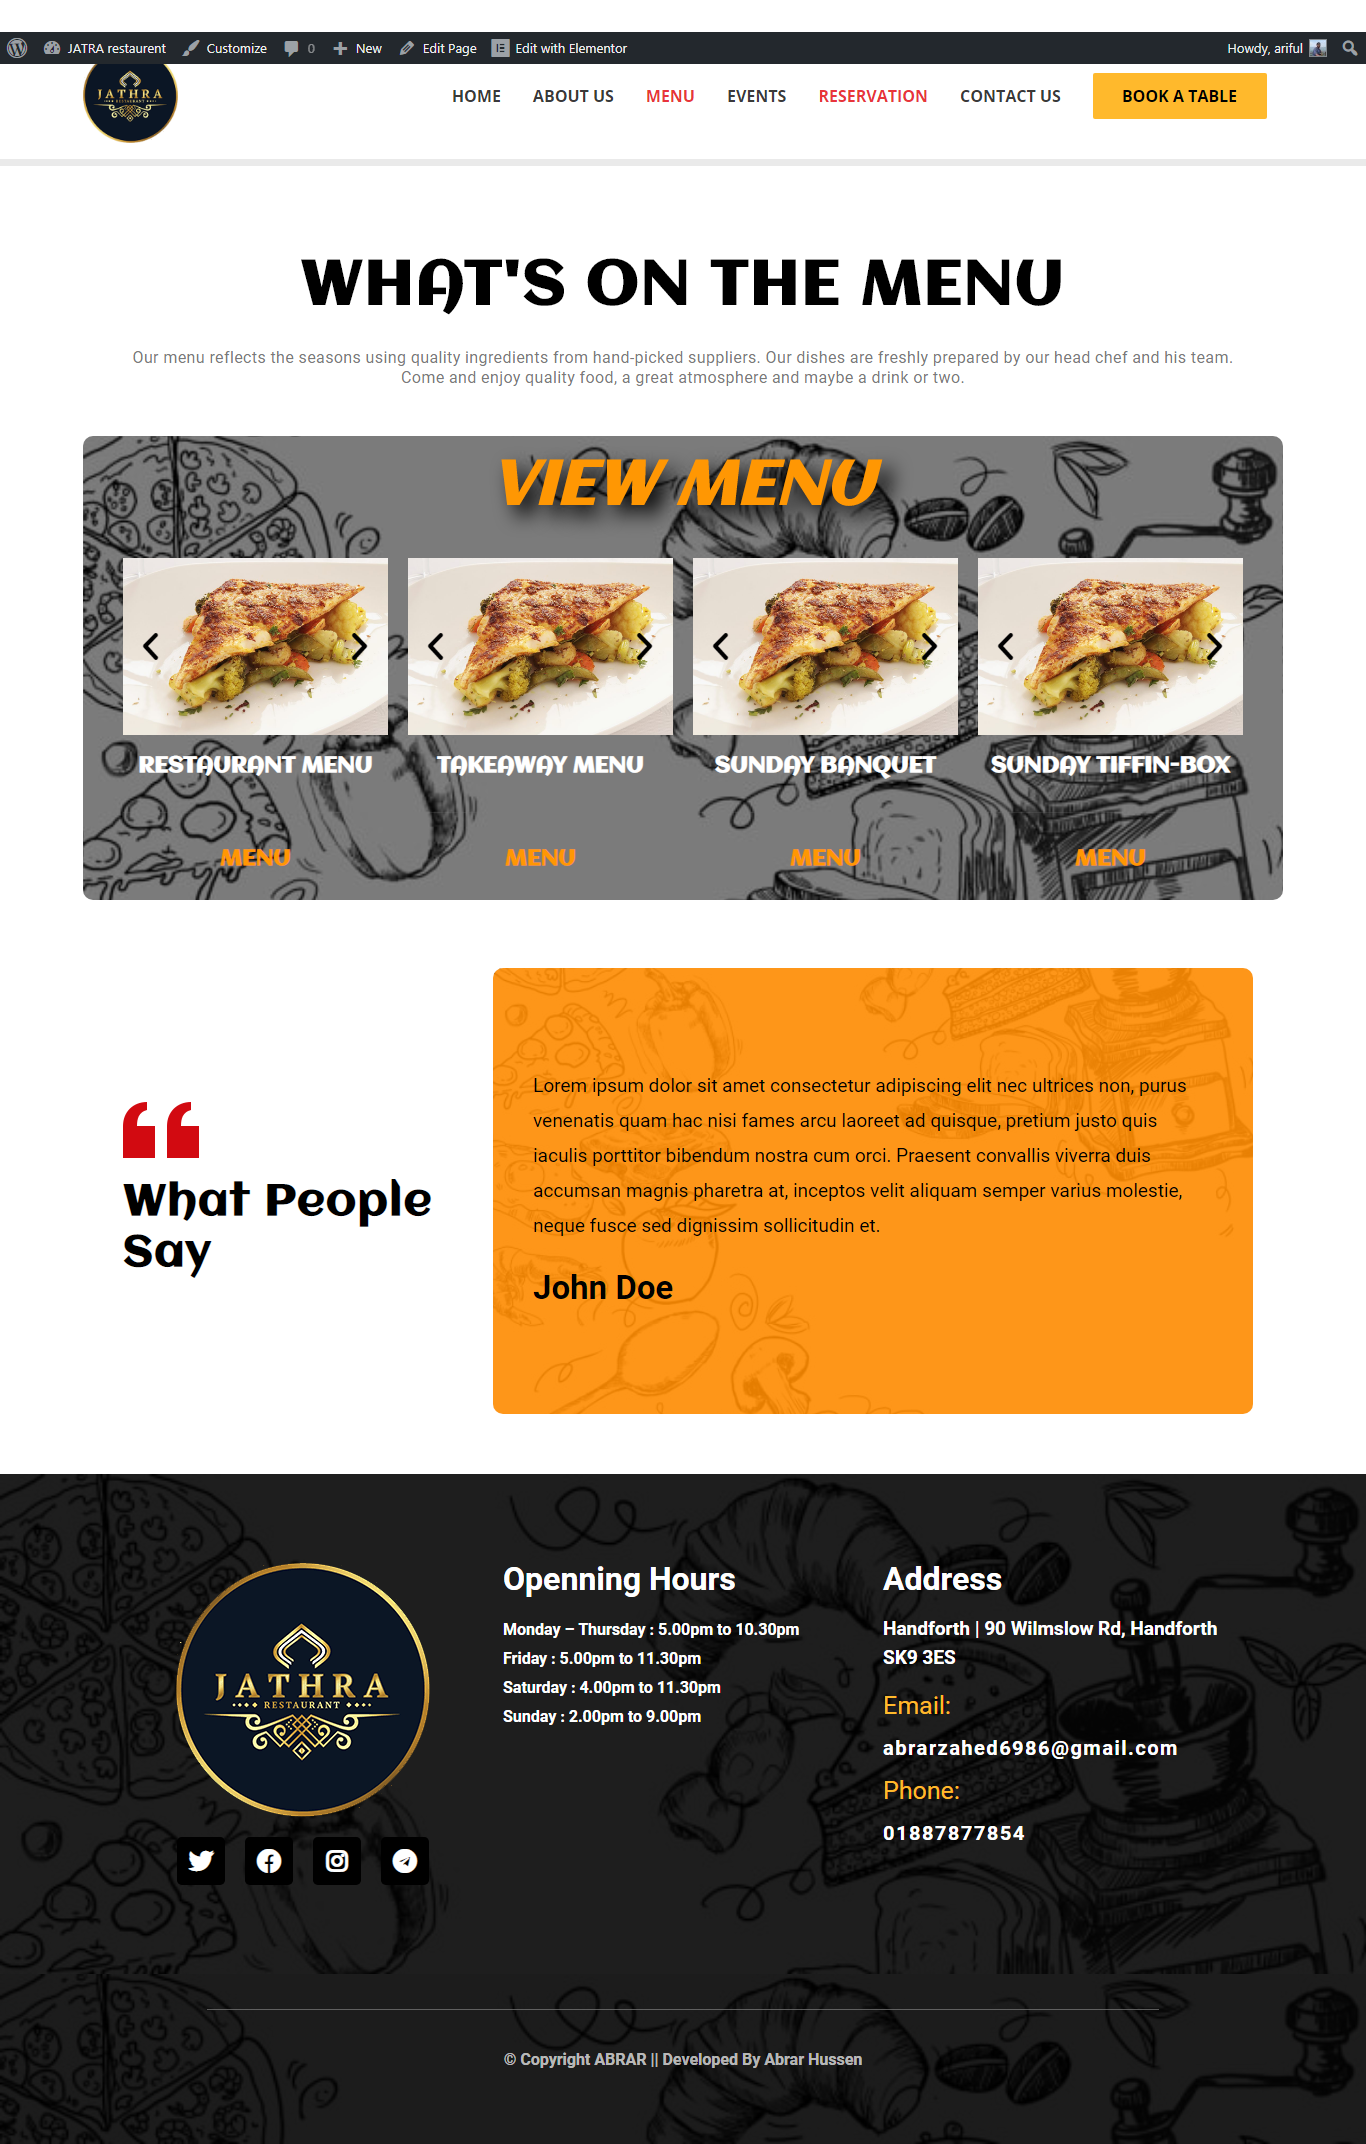 JATRA restaurent Customize 0 New Edit Page Edit with Elementor Howdy, ariful
JATHRA
RESTAURANT
HOME ABOUT US MENU EVENTS RESERVATION CONTACT US BOOK A TABLE
WHAT'S ON THE MENU
Our menu reflects the seasons using quality ingredients from hand-picked suppliers. Our dishes are freshly prepared by our head chef and his team.
Come and enjoy quality food, a great atmosphere and maybe a drink or two.
VIEW MENU
RESTAURANT MENU TAKEAWAY MENU SUNDAY BANQUET SUNDAY TIFFIN-BOX
MENU MENU MENU MENU
What People
Say
Lorem ipsum dolor sit amet consectetur adipiscing elit nec ultrices non, purus
venenatis quam hac nisi fames arcu laoreet ad quisque, pretium justo quis
iaculis porttitor bibendum nostra cum orci. Praesent convallis viverra duis
accumsan magnis pharetra at, inceptos velit aliquam semper varius molestie,
neque fusce sed dignissim sollicitudin et.
John Doe
JATHRA
RESTAURANT
Openning Hours
Monday – Thursday : 5.00pm to 10.30pm
Friday : 5.00pm to 11.30pm
Saturday : 4.00pm to 11.30pm
Sunday : 2.00pm to 9.00pm
Address
Handforth | 90 Wilmslow Rd, Handforth
SK9 3ES
Email:
abrarzahed6986@gmail.com
Phone:
01887877854
© Copyright ABRAR || Developed By Abrar Hussen